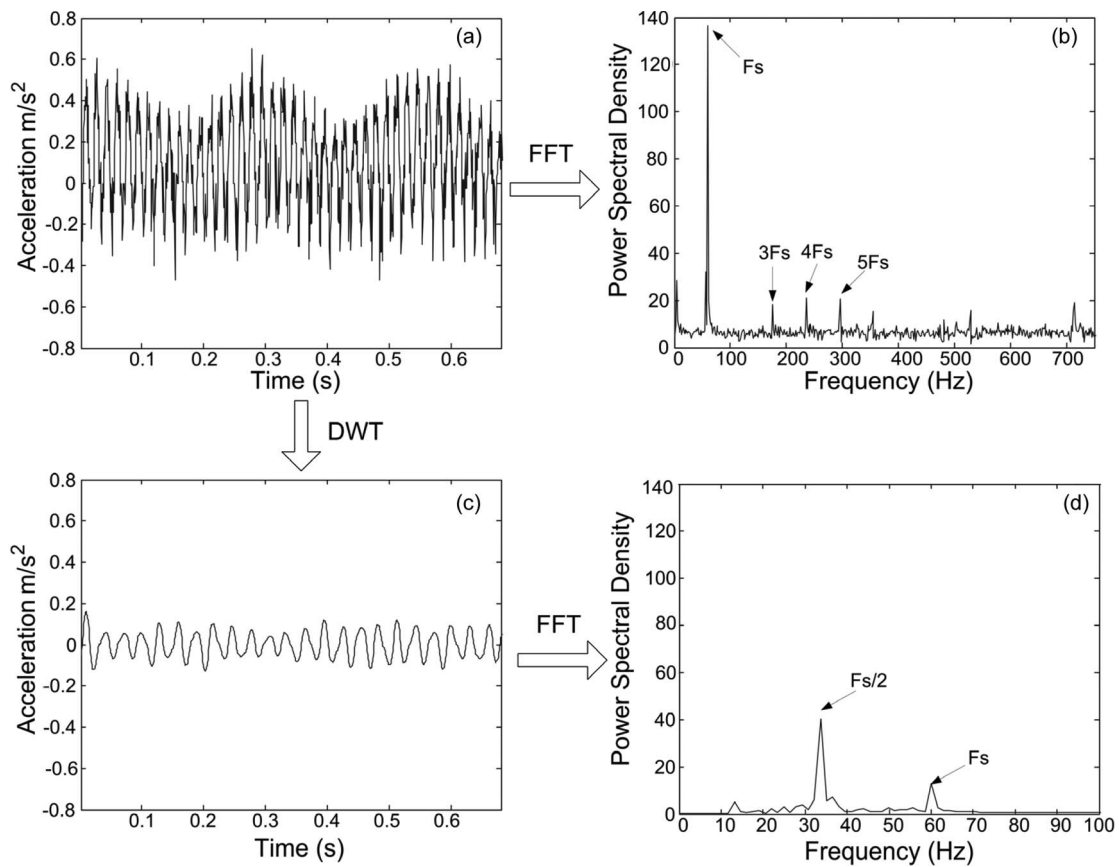 (a)
0.8
0.6
0.4
0.2
0
-0.2
-0.4
-0.6
-0.8
Acceleration m/s²
0.1 0.2 0.3 0.4 0.5 0.6
Time (s)
FFT
(b)
140
120
100
80
60
40
20
0
Power Spectral Density
Fs
3Fs 4Fs 5Fs
0 100 200 300 400 500 600 700
Frequency (Hz)
DWT
(c)
0.8
0.6
0.4
0.2
0
-0.2
-0.4
-0.6
-0.8
Acceleration m/s²
0.1 0.2 0.3 0.4 0.5 0.6
Time (s)
FFT
(d)
140
120
100
80
60
40
20
0
Power Spectral Density
Fs/2
Fs
0 10 20 30 40 50 60 70 80 90 100
Frequency (Hz)